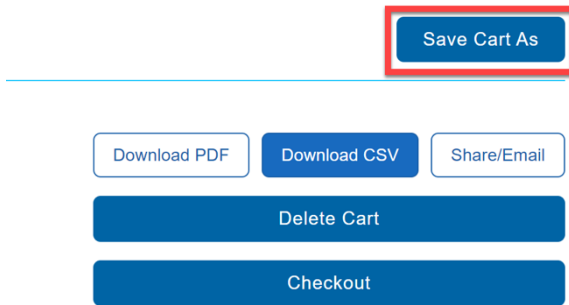 Save Cart As
Download PDF Download CSV Share/Email
Delete Cart
Checkout